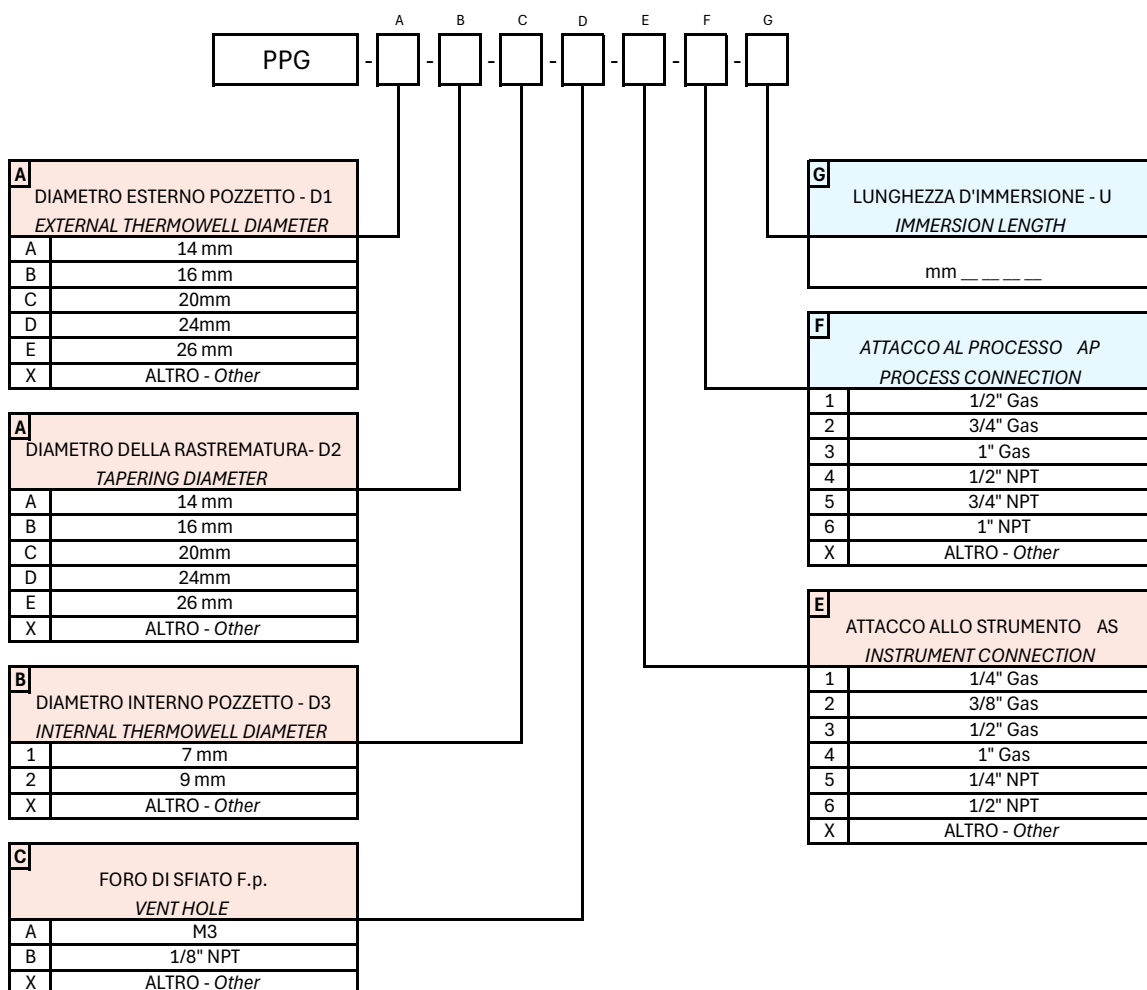 A B C D E F G
PPG - - - - - - -
A
DIAMETRO ESTERNO POZZETTO - D1
EXTERNAL THERMOWELL DIAMETER
A 14 mm
B 16 mm
C 20mm
D 24mm
E 26 mm
X ALTRO - Other
A
DIAMETRO DELLA RASTREMATURA- D2
TAPERING DIAMETER
A 14 mm
B 16 mm
C 20mm
D 24mm
E 26 mm
X ALTRO - Other
B
DIAMETRO INTERNO POZZETTO - D3
INTERNAL THERMOWELL DIAMETER
1 7 mm
2 9 mm
X ALTRO - Other
C
FORO DI SFIATO F.p.
VENT HOLE
A M3
B 1/8" NPT
X ALTRO - Other
G
LUNGHEZZA D'IMMERSIONE - U
IMMERSION LENGTH
mm __ __ __ __
F
ATTACCO AL PROCESSO AP
PROCESS CONNECTION
1 1/2" Gas
2 3/4" Gas
3 1" Gas
4 1/2" NPT
5 3/4" NPT
6 1" NPT
X ALTRO - Other
E
ATTACCO ALLO STRUMENTO AS
INSTRUMENT CONNECTION
1 1/4" Gas
2 3/8" Gas
3 1/2" Gas
4 1" Gas
5 1/4" NPT
6 1/2" NPT
X ALTRO - Other